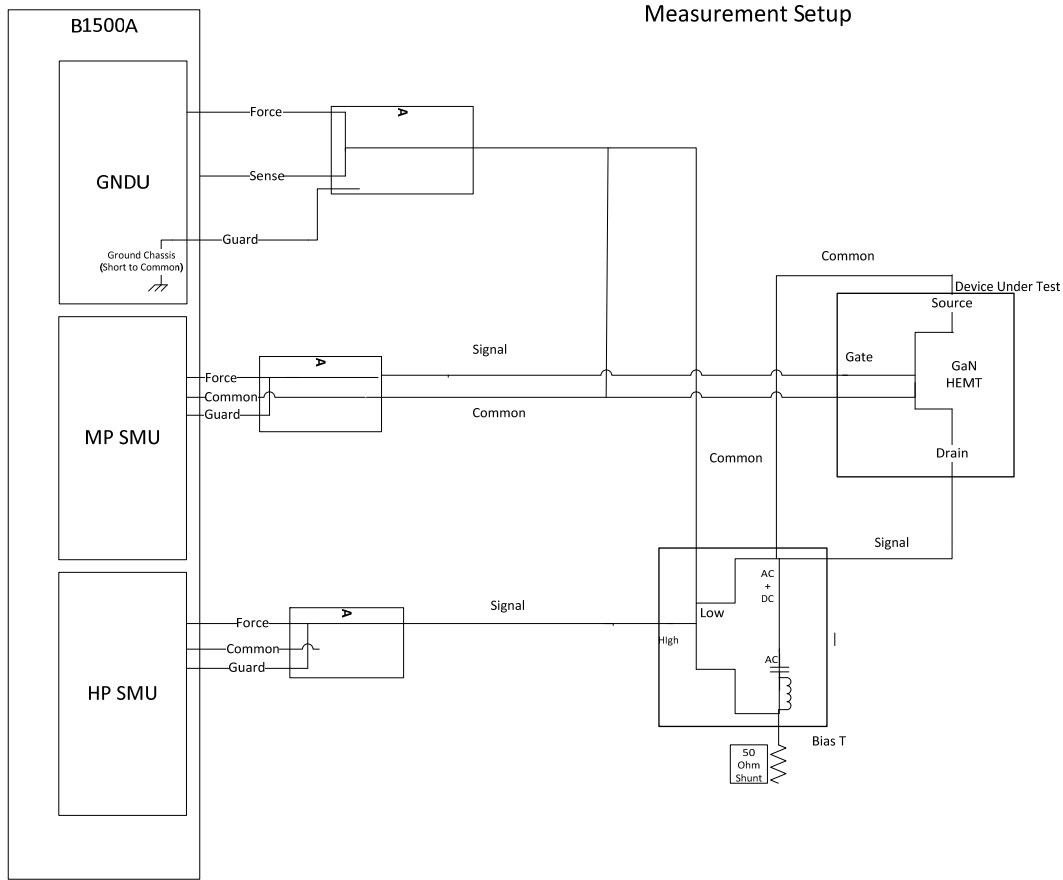 Measurement Setup
B1500A
Force
A
GNDU
Sense
Guard
Ground Chassis
(Short to Common)
Common
Device Under Test
Source
Signal
A
Gate
GaN
HEMT
Force
Common
Guard
Common
MP SMU
Common
Drain
Signal
AC
+
DC
Signal
A
Low
Force
High
Common
AC
Guard
HP SMU
Bias T
50
Ohm
Shunt